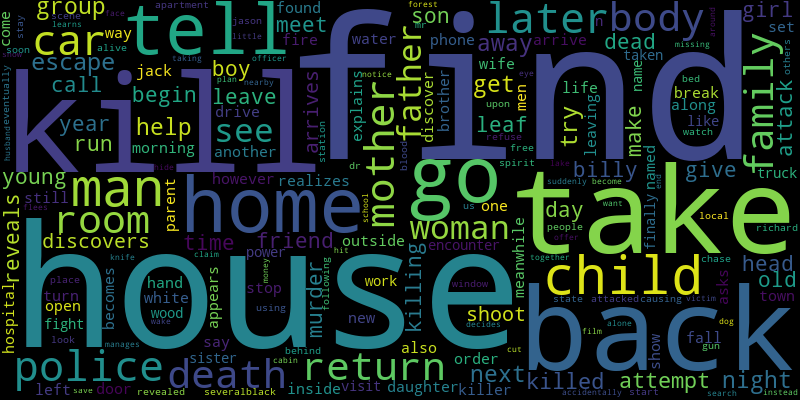 scene apartment found
group tell later body girl
stay learns alive way jason little meet son phone away arrive dead missing around come
car fire water forest set
soon escape officer taking wife others
kill find
call jack boy plan nearby notice eye upon men taken bed break
eventually begin leave arrives explains father discover brother get life along family attack
year drive station try leaving make name like
husband run help see leaf free watch
morning another blood refuse
dr mother spirit truck
young man home however realizes go billy give lake
still parent school us suddenly become finally named
flees room woman one day want local
reveals discovers time friend outside encounter people offer richard
take
house child
hospital place becomes hand claim power hit killing meanwhile together chase head
knife appears money work window state attacked causing victim asks old
turn white stop murder following shoot back town
open wood using new decides film alone dog
fight wake say cut fall gun
look sister behind also order show
manages cabin
police death return next killed attempt night
left save door revealed severalblack inside visit daughter killer accidentally start search instead